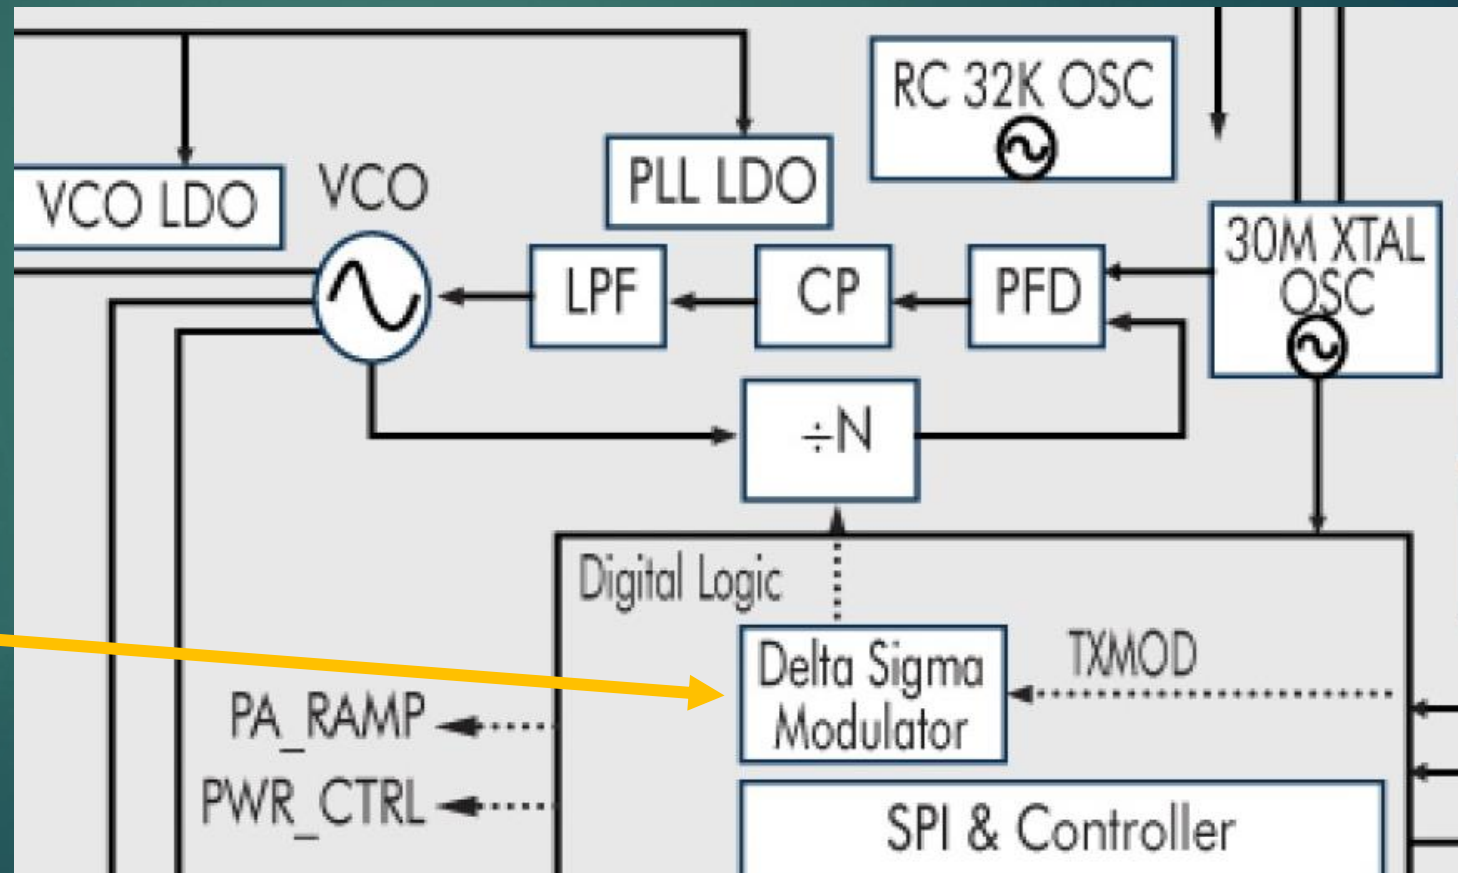 RC 32K OSC
VCO LDO
VCO
PLL LDO
30M XTAL
OSC
LPF
CP
PFD
÷N
Digital Logic
Delta Sigma
Modulator
TXMOD
PA_RAMP
PWR_CTRL
SPI & Controller